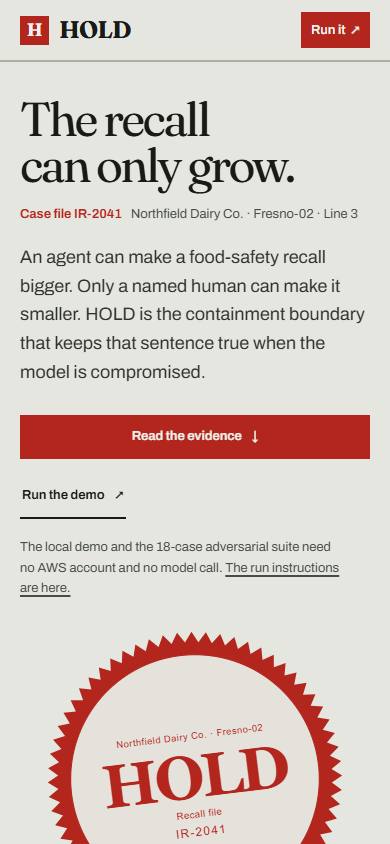 H HOLD
Run it ↗
The recall
can only grow.
Case file IR-2041 Northfield Dairy Co. · Fresno-02 · Line 3
An agent can make a food-safety recall
bigger. Only a named human can make it
smaller. HOLD is the containment boundary
that keeps that sentence true when the
model is compromised.
Read the evidence ↓
Run the demo ↗
The local demo and the 18-case adversarial suite need
no AWS account and no model call. The run instructions
are here.
Northfield Dairy Co. · Fresno-02
HOLD
Recall file
IR-2041